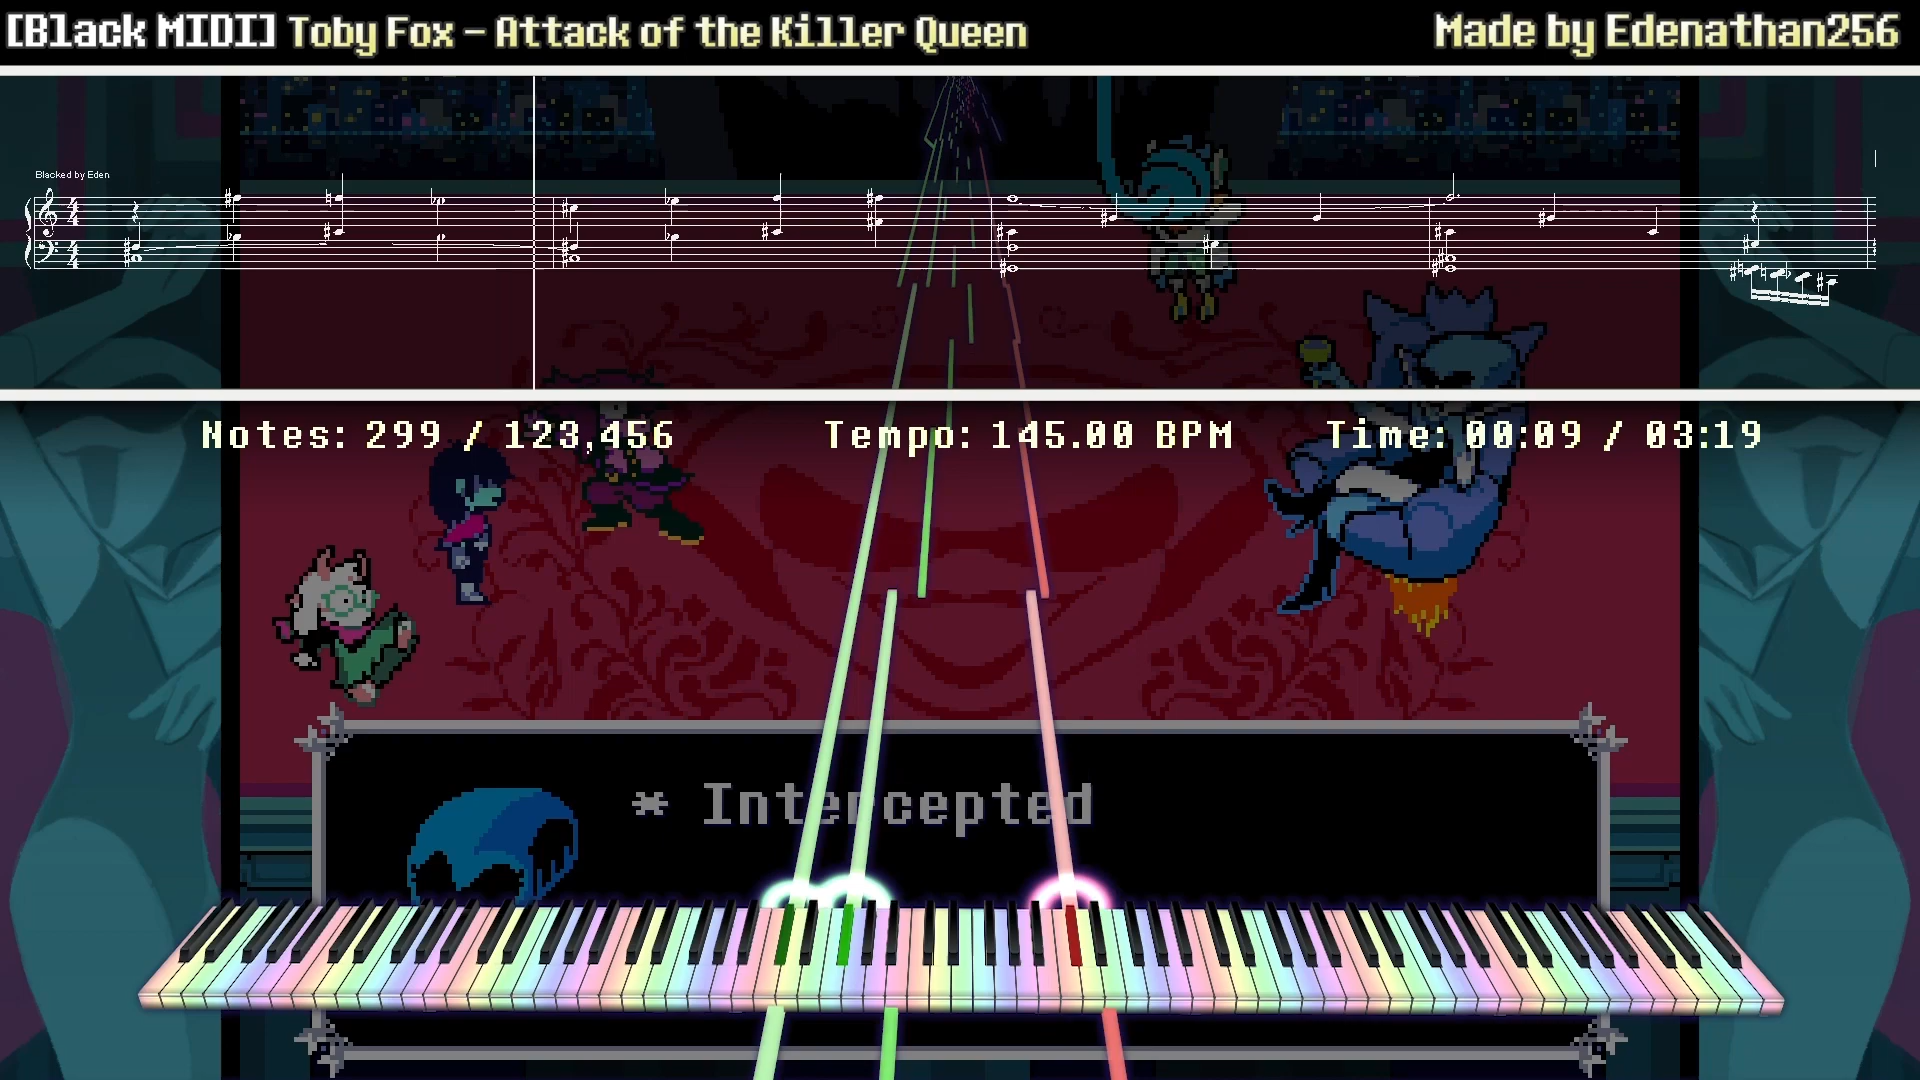 [Black MIDI] Toby Fox – Attack of the Killer Queen
Made by Edenathan256
Blacked by Eden
Notes: 299 / 123,456
Tempo: 145.00 BPM
Time: 00:09 / 03:19
* Intercepted